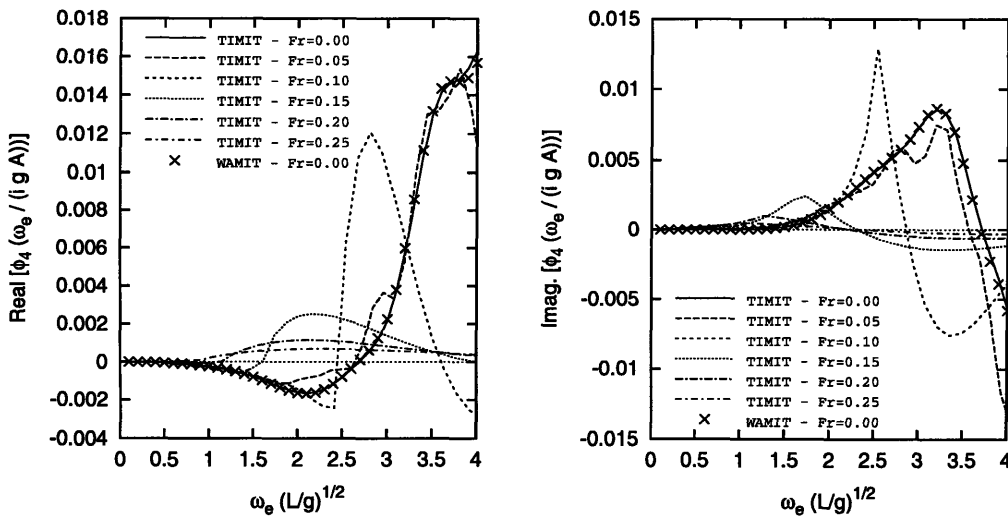 Real [ϕ4 (ωe / (i g A))]
0.018
0.016
0.014
0.012
0.01
0.008
0.006
0.004
0.002
0
-0.002
-0.004
TIMIT - Fr=0.00
TIMIT - Fr=0.05
TIMIT - Fr=0.10
TIMIT - Fr=0.15
TIMIT - Fr=0.20
TIMIT - Fr=0.25
WAMIT - Fr=0.00
0 0.5 1 1.5 2 2.5 3 3.5 4
ωe (L/g)1/2
Imag. [ϕ4 (ωe / (i g A))]
0.015
0.01
0.005
0
-0.005
-0.01
-0.015
TIMIT - Fr=0.00
TIMIT - Fr=0.05
TIMIT - Fr=0.10
TIMIT - Fr=0.15
TIMIT - Fr=0.20
TIMIT - Fr=0.25
WAMIT - Fr=0.00
0 0.5 1 1.5 2 2.5 3 3.5 4
ωe (L/g)1/2